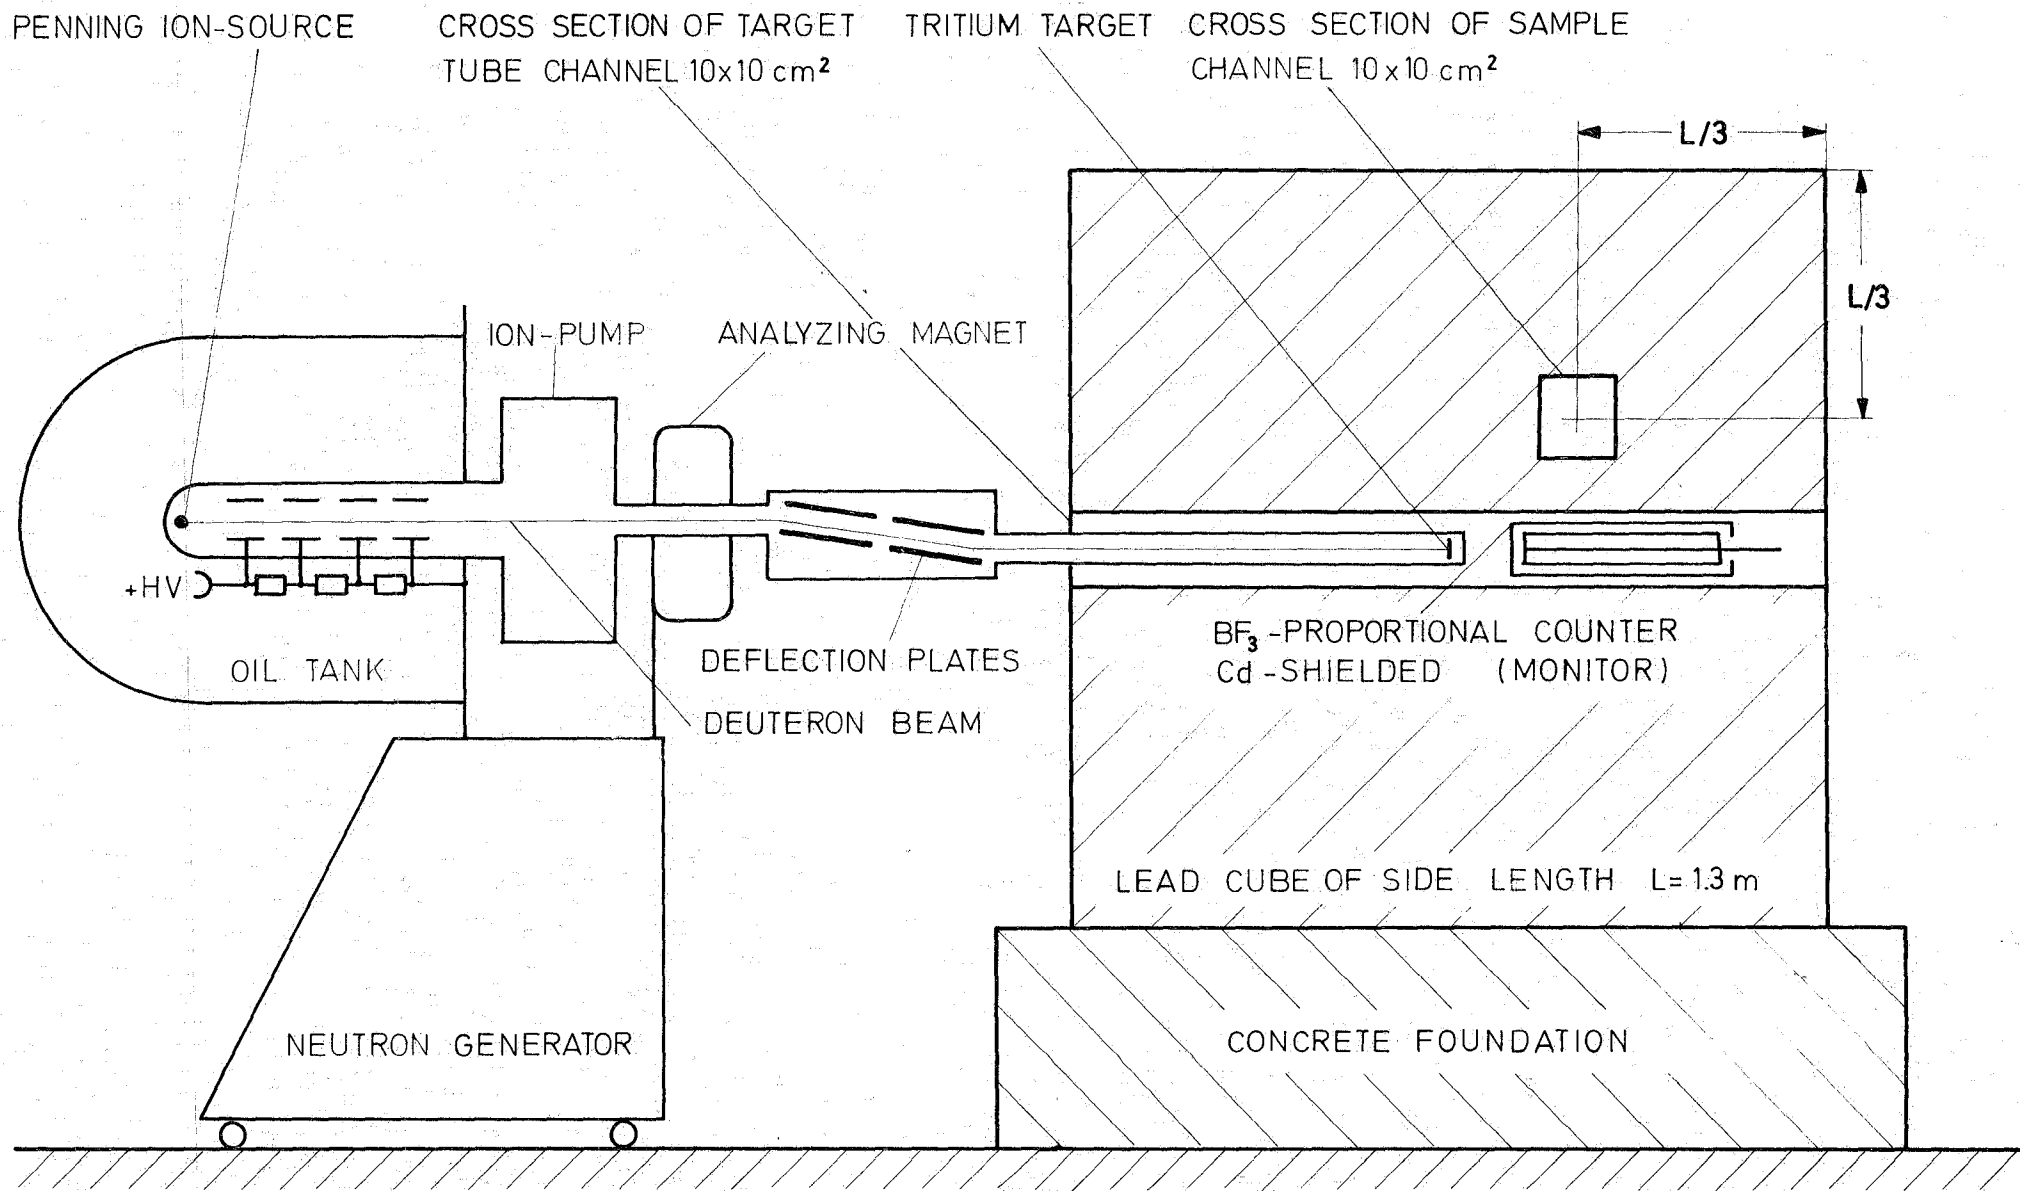 PENNING ION-SOURCE
CROSS SECTION OF TARGET
TUBE CHANNEL 10x10 cm²
TRITIUM TARGET
CROSS SECTION OF SAMPLE
CHANNEL 10x10 cm²
L/3
L/3
ION-PUMP
ANALYZING MAGNET
+HV
OIL TANK
DEFLECTION PLATES
DEUTERON BEAM
BF₃-PROPORTIONAL COUNTER
Cd-SHIELDED (MONITOR)
LEAD CUBE OF SIDE LENGTH L=1.3 m
NEUTRON GENERATOR
CONCRETE FOUNDATION